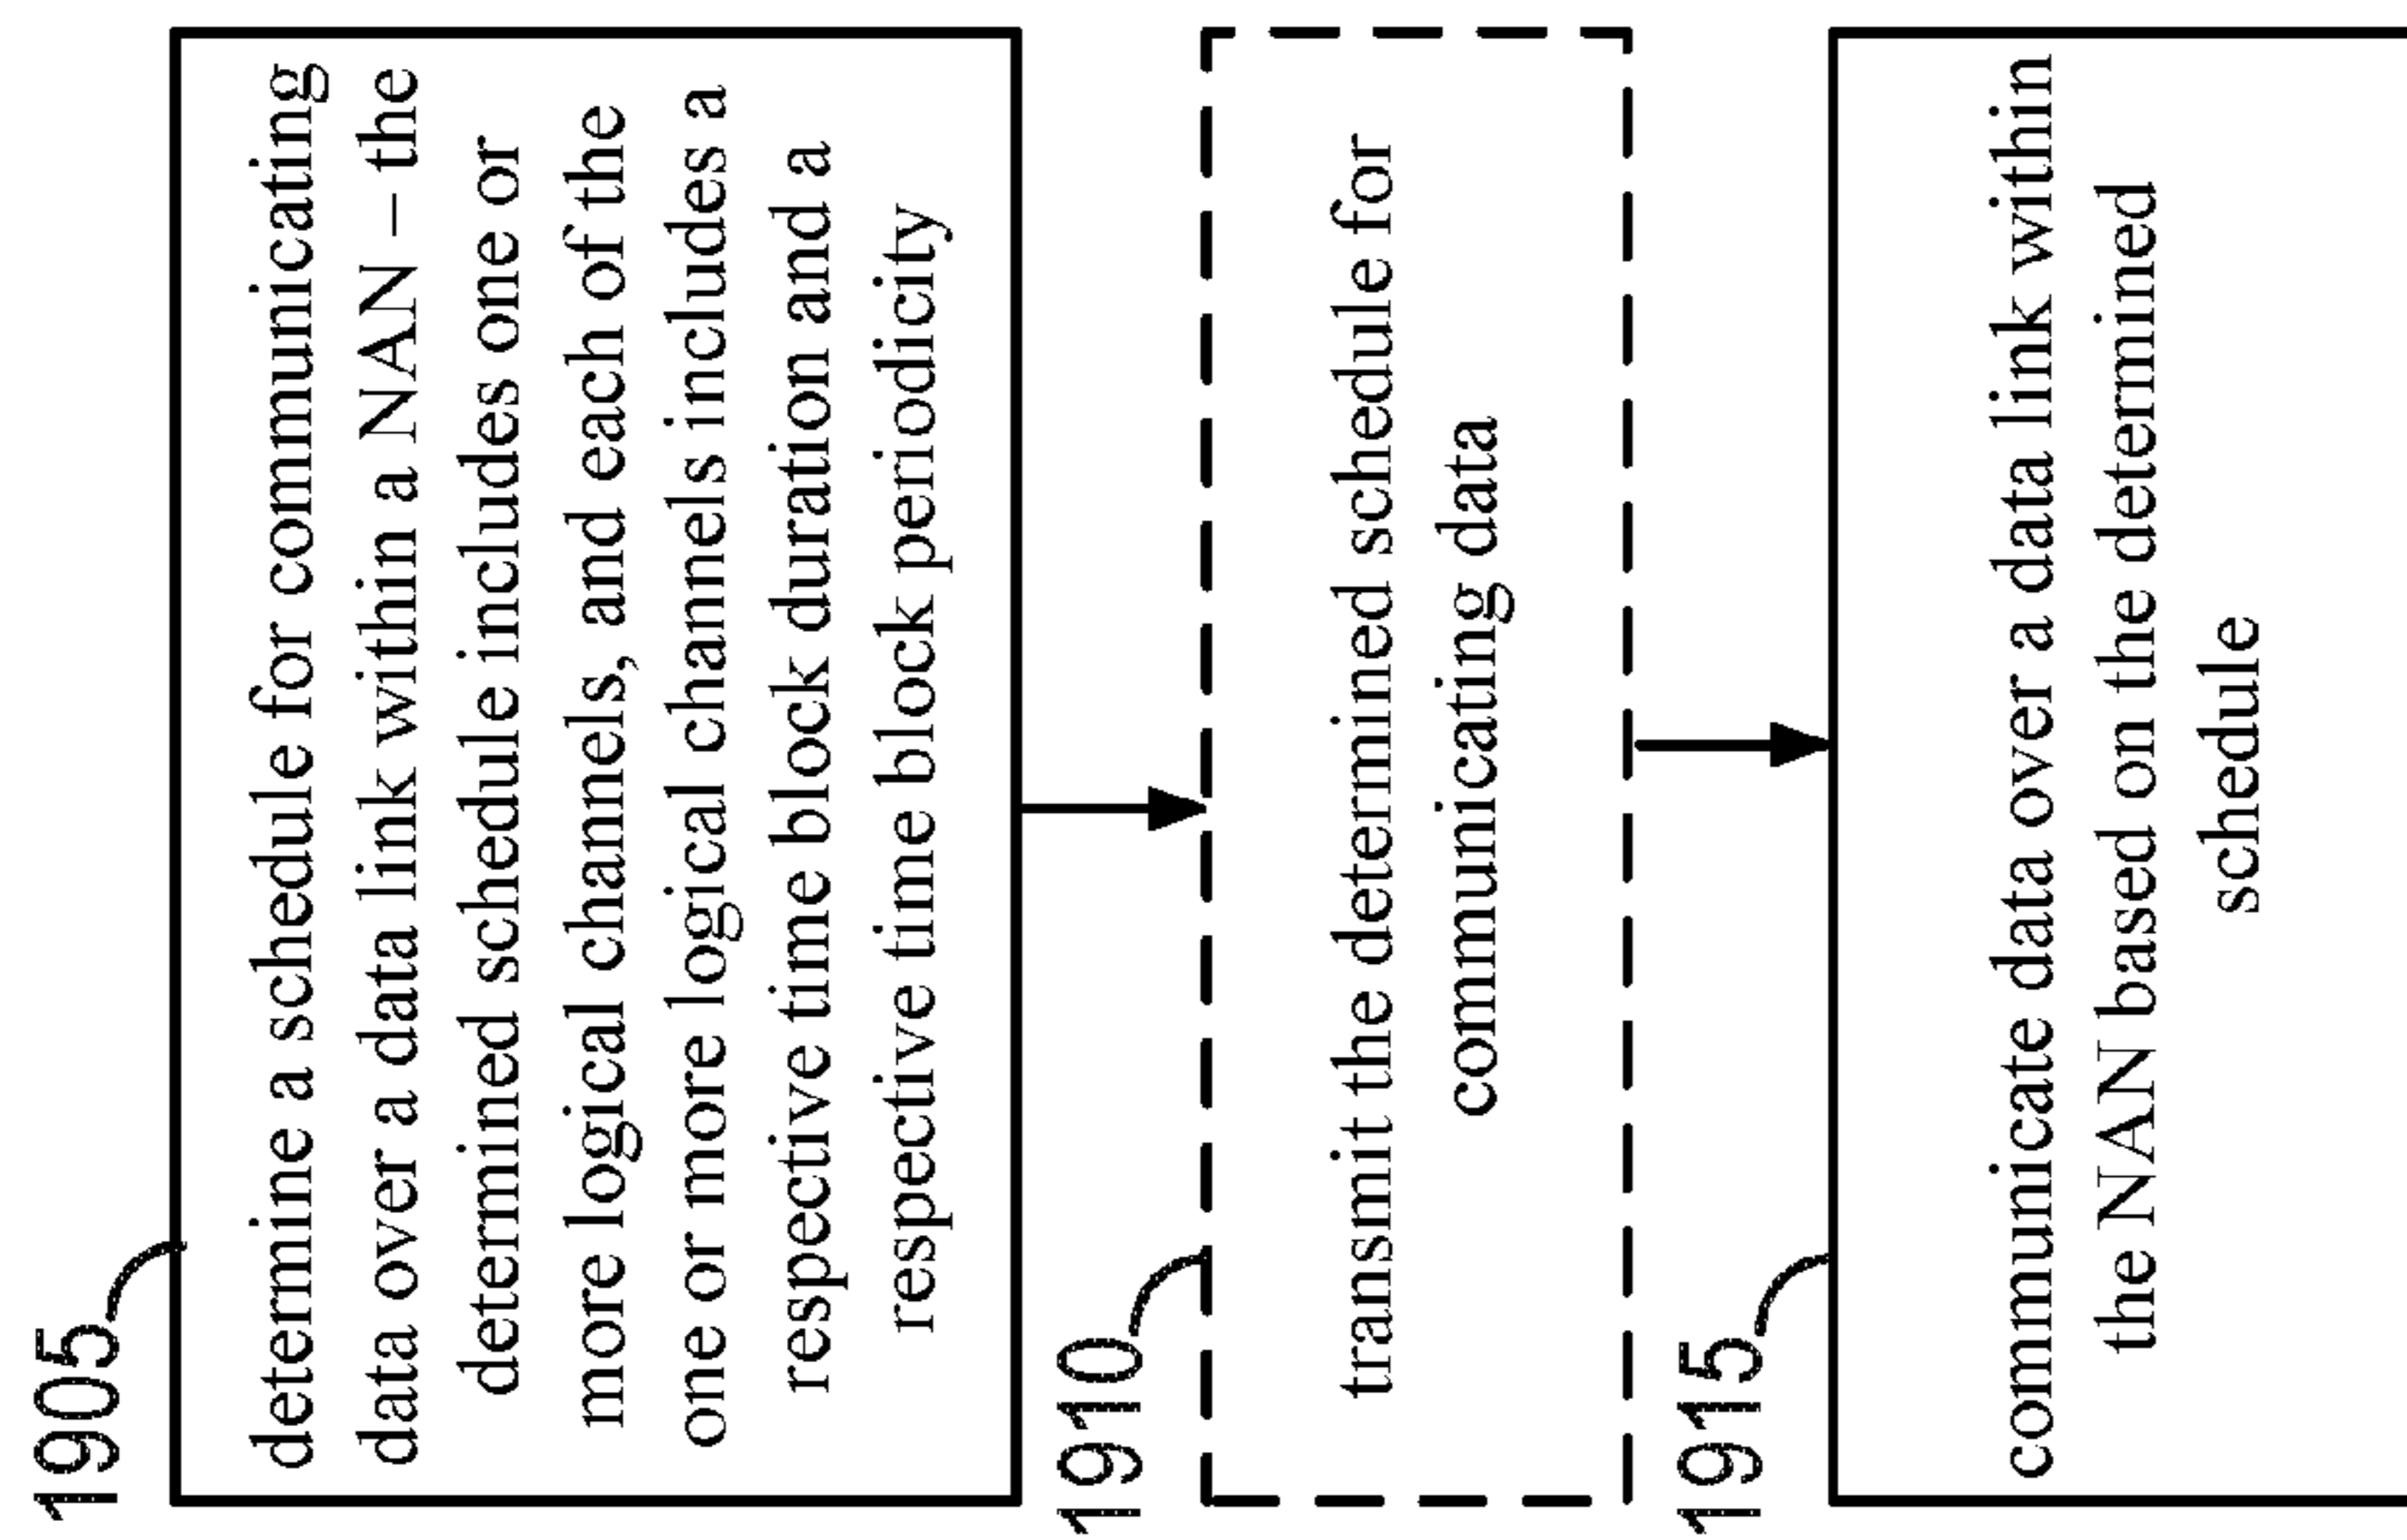 1905
determine a schedule for communicating
data over a data link within a NAN – the
determined schedule includes one or
more logical channels, and each of the
one or more logical channels includes a
respective time block duration and a
respective time block periodicity
1910
transmit the determined schedule for
communicating data
1915
communicate data over a data link within
the NAN based on the determined
schedule